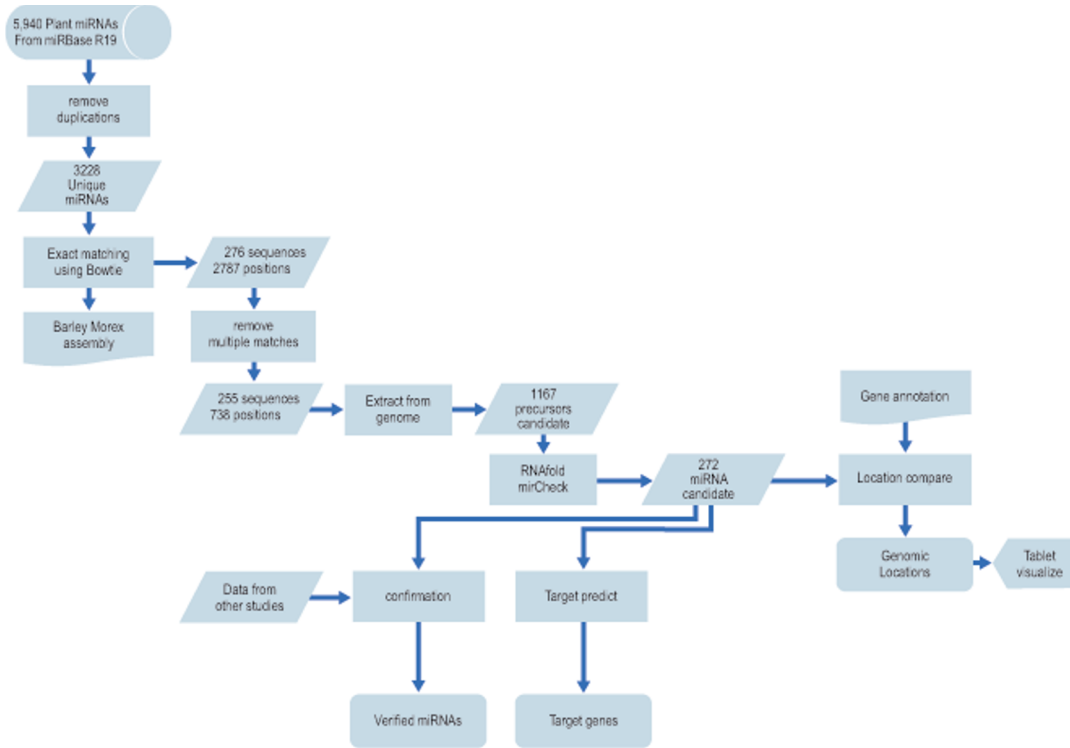 5,940 Plant miRNAs
From miRBase R19
remove
duplications
3228
Unique
miRNAs
Exact matching
using Bowtie
276 sequences
2787 positions
Barley Morex
assembly
remove
multiple matches
255 sequences
738 positions
Extract from
genome
1167
precursors
candidate
Gene annotation
RNAfold
mirCheck
272
miRNA
candidate
Location compare
Genomic
Locations
Tablet
visualize
Data from
other studies
confirmation
Target predict
Verified miRNAs
Target genes